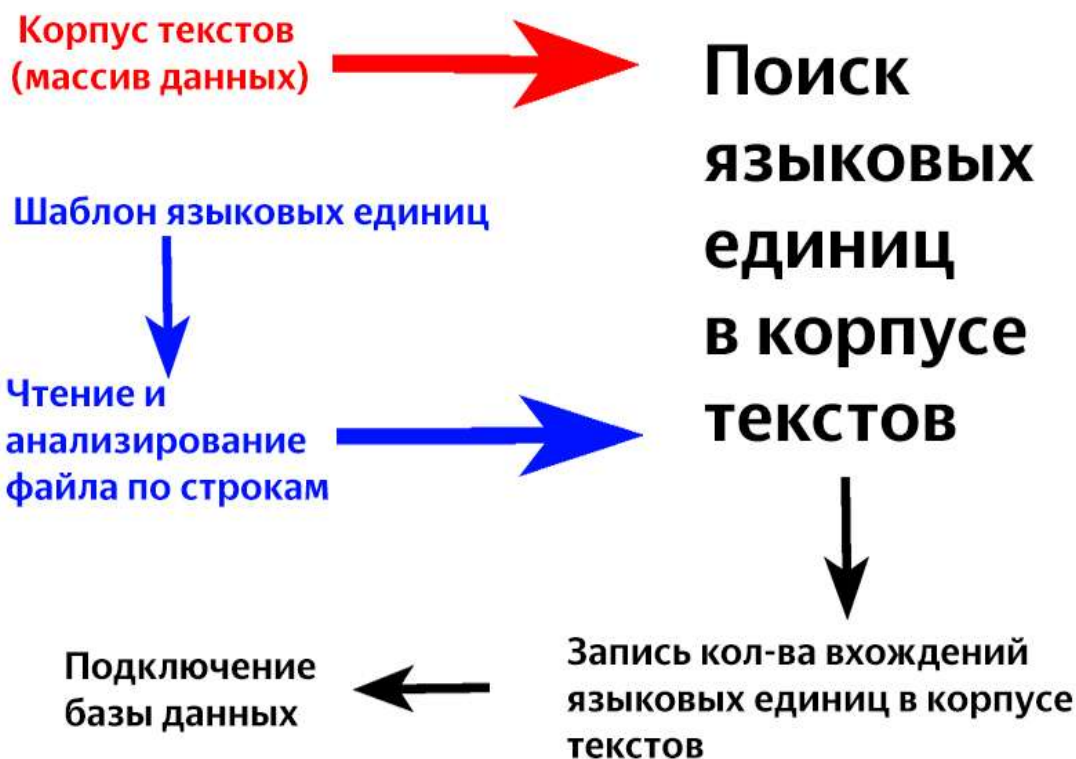 Корпус текстов
(массив данных)
Поиск
языковых
единиц
в корпусе
текстов
Шаблон языковых единиц
Чтение и
анализирование
файла по строкам
Запись кол-ва вхождений
языковых единиц в корпусе
текстов
Подключение
базы данных